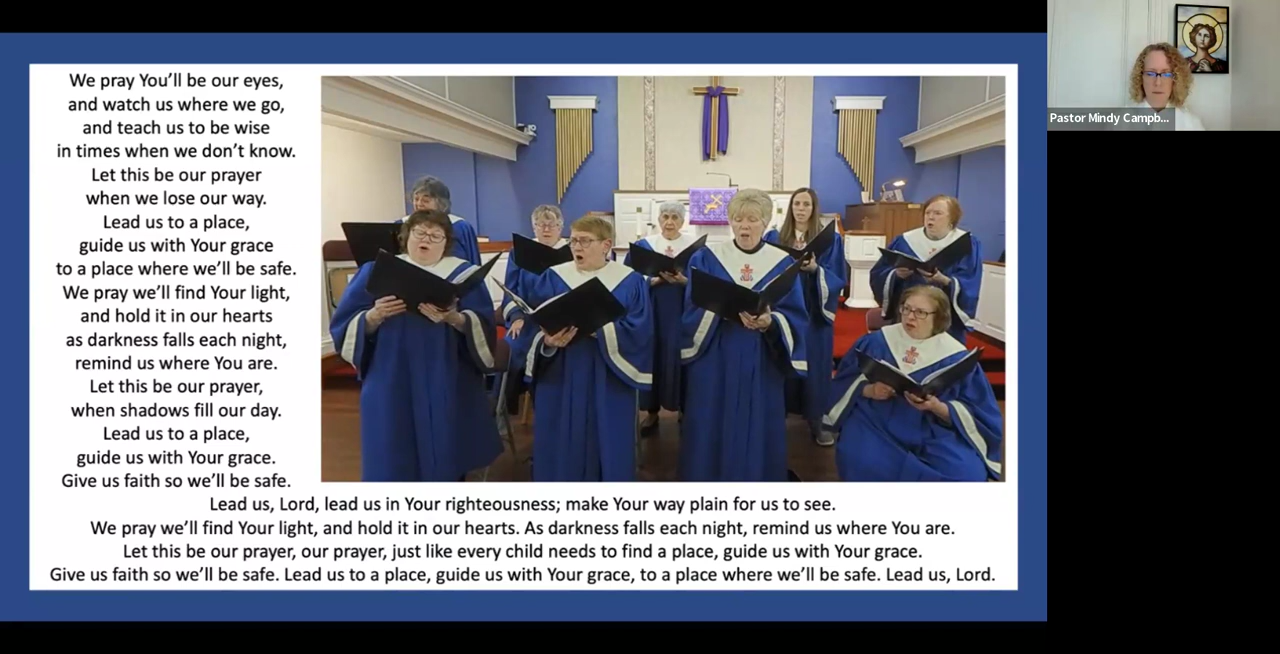 We pray You'll be our eyes,
and watch us where we go,
and teach us to be wise
in times when we don't know.
Let this be our prayer
when we lose our way.
Lead us to a place,
guide us with Your grace
to a place where we'll be safe.
We pray we'll find Your light,
and hold it in our hearts
as darkness falls each night,
remind us where You are.
Let this be our prayer,
when shadows fill our day.
Lead us to a place,
guide us with Your grace.
Give us faith so we'll be safe.
Lead us, Lord, lead us in Your righteousness; make Your way plain for us to see.
We pray we'll find Your light, and hold it in our hearts. As darkness falls each night, remind us where You are.
Let this be our prayer, our prayer, just like every child needs to find a place, guide us with Your grace.
Give us faith so we'll be safe. Lead us to a place, guide us with Your grace, to a place where we'll be safe. Lead us, Lord.
Pastor Mindy Campb...